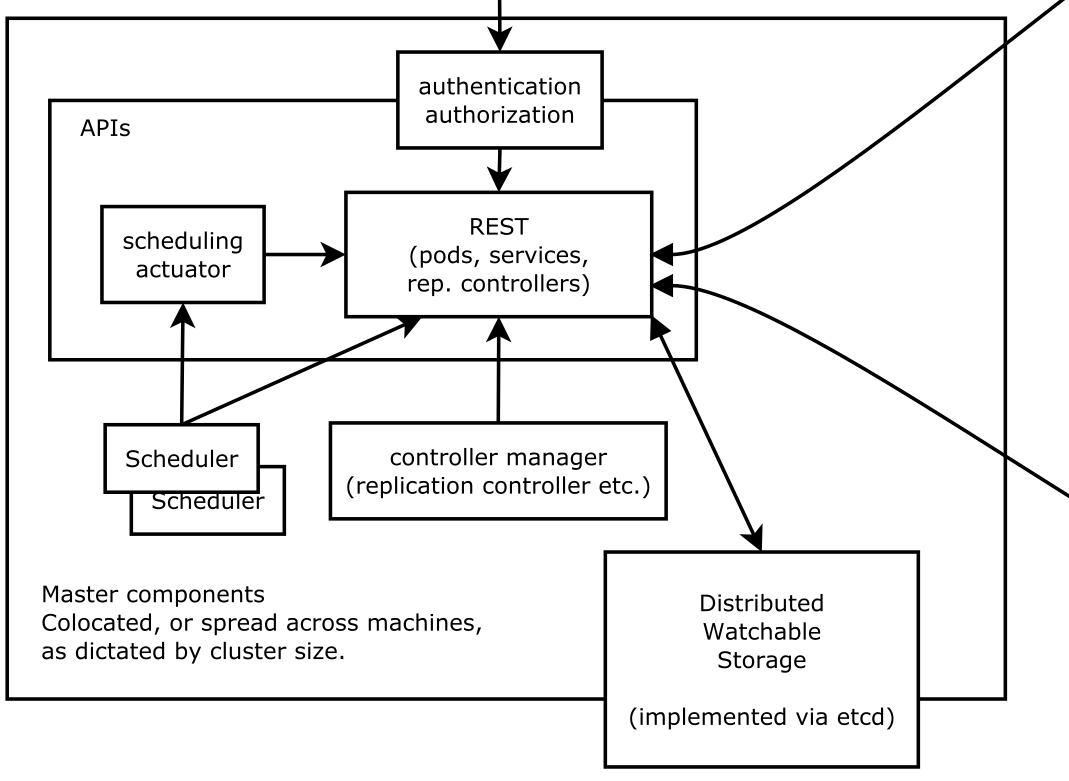 authentication
authorization
APIs
REST
(pods, services,
rep. controllers)
scheduling
actuator
Scheduler
Scheduler
controller manager
(replication controller etc.)
Master components
Colocated, or spread across machines,
as dictated by cluster size.
Distributed
Watchable
Storage
(implemented via etcd)